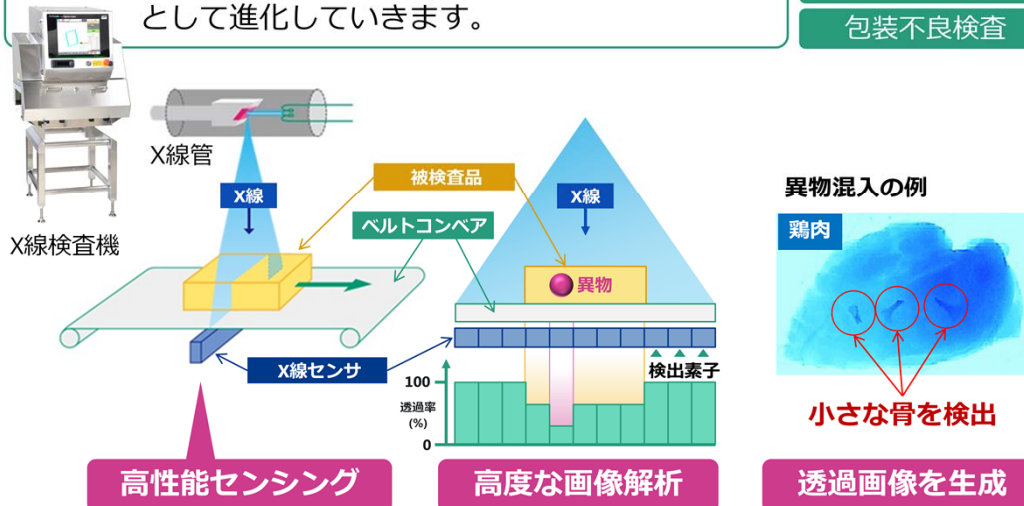 として進化していきます。
包装不良検査
X線管
X線検査機
X線
被検査品
ベルトコンベア
X線センサ
X線
異物
検出素子
100
透過率
(%)
0
異物混入の例
鶏肉
小さな骨を検出
高性能センシング
高度な画像解析
透過画像を生成